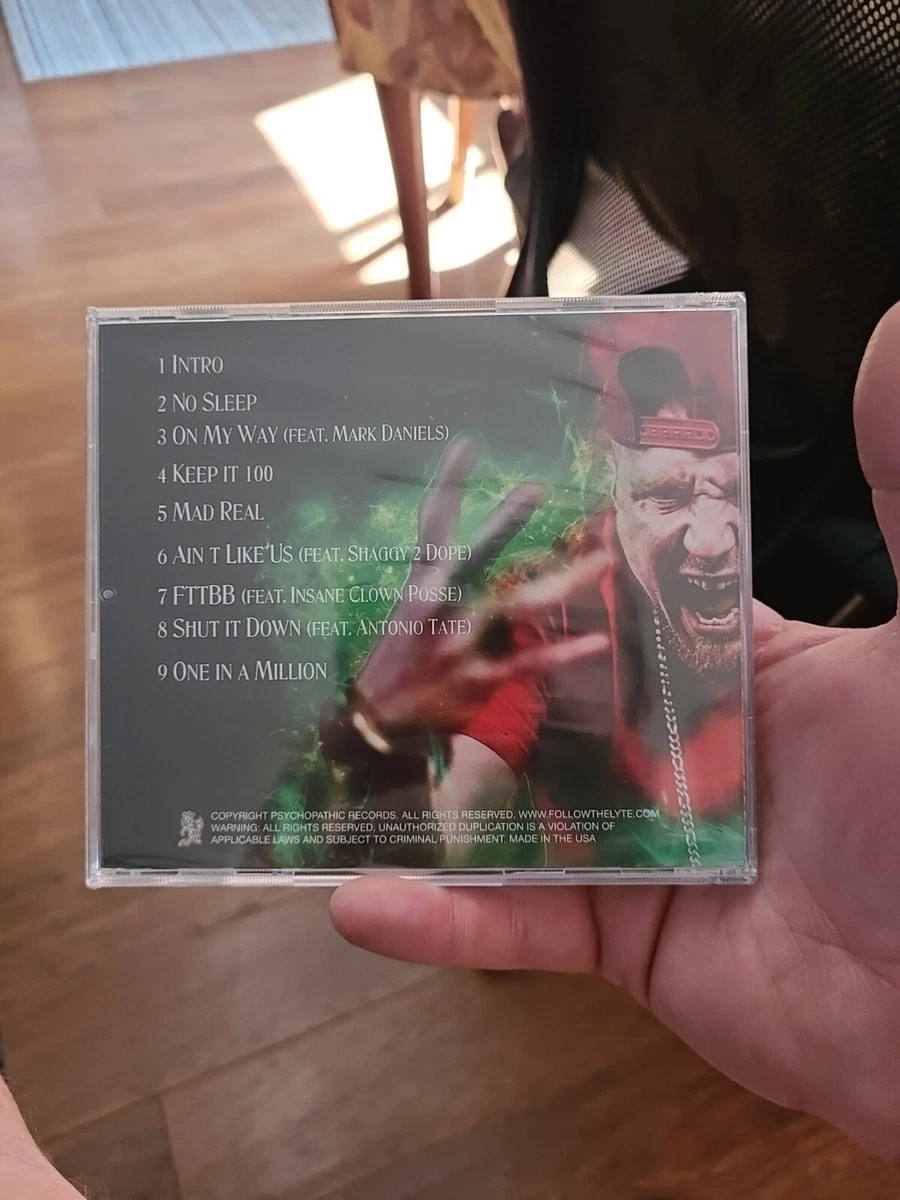 1 INTRO
2 NO SLEEP
3 ON MY WAY (FEAT. MARK DANIELS)
4 KEEP IT 100
5 MAD REAL
6 AIN T LIKE US (FEAT. SHAGGY 2 DOPE)
7 FTTBB (FEAT. INSANE CLOWN POSSE)
8 SHUT IT DOWN (FEAT. ANTONIO TATE)
9 ONE IN A MILLION
COPYRIGHT PSYCHOPATHIC RECORDS. ALL RIGHTS RESERVED. WWW.FOLLOWTHELYTE.COM
WARNING: ALL RIGHTS RESERVED. UNAUTHORIZED DUPLICATION IS A VIOLATION OF
APPLICABLE LAWS AND SUBJECT TO CRIMINAL PUNISHMENT. MADE IN THE USA